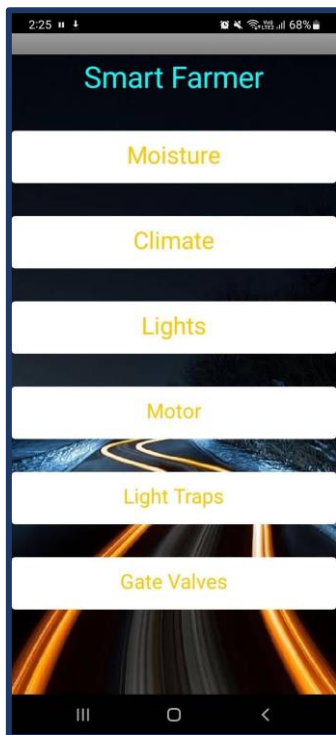 2:25
68%
Smart Farmer
Moisture
Climate
Lights
Motor
Light Traps
Gate Valves